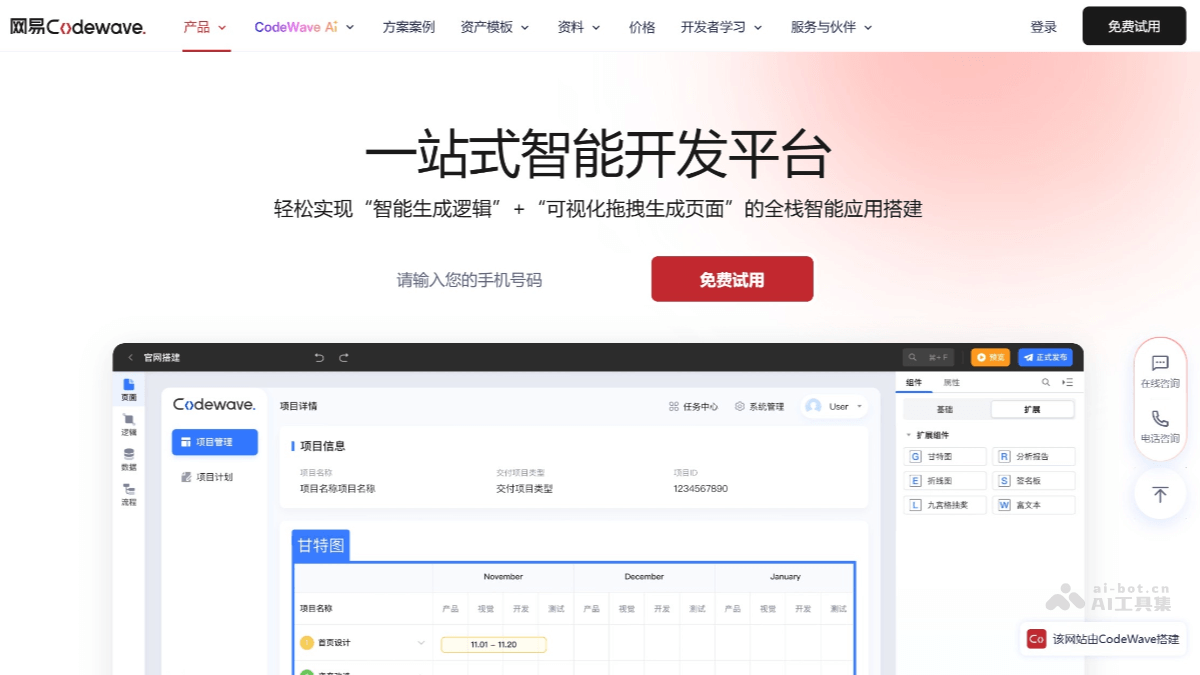 网易Codewave. 产品 CodeWave Ai 方案案例 资产模板 资料 价格 开发者学习 服务与伙伴 登录 免费试用
一站式智能开发平台
轻松实现“智能生成逻辑” + “可视化拖拽生成页面”的全栈智能应用搭建
请输入您的手机号码 免费试用
官网搭建 ⌘+F 预览 正式发布
页面
逻辑
数据
流程
Codewave.
项目管理
项目计划
项目详情 任务中心 系统管理 User
项目信息
项目名称 交付项目类型 项目ID
项目名称项目名称 交付项目类型 1234567890
甘特图
November December January
项目名称 产品 视觉 开发 测试 产品 视觉 开发 测试 产品 视觉 开发 测试
首页设计 11.01 – 11.20
组件 属性
基础 扩展
扩展组件
G 甘特图 R 分析报告
E 折线图 S 签名板
L 九宫格抽奖 W 富文本
在线咨询
电话咨询
ai-bot.cn
AI工具集
Co 该网站由CodeWave搭建